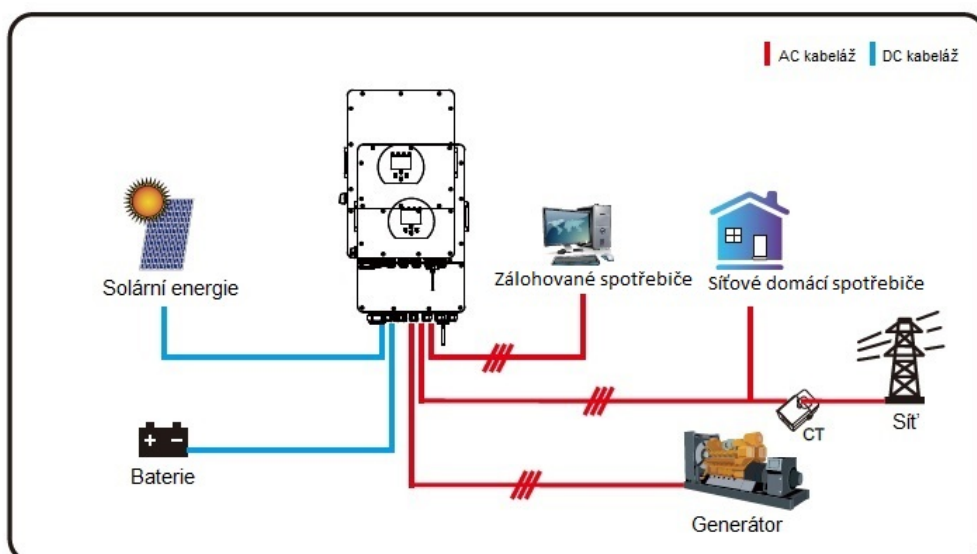 AC kabeláž DC kabeláž
Solární energie
Zálohované spotřebiče
Síťové domácí spotřebiče
CT
Síť
Baterie
Generátor